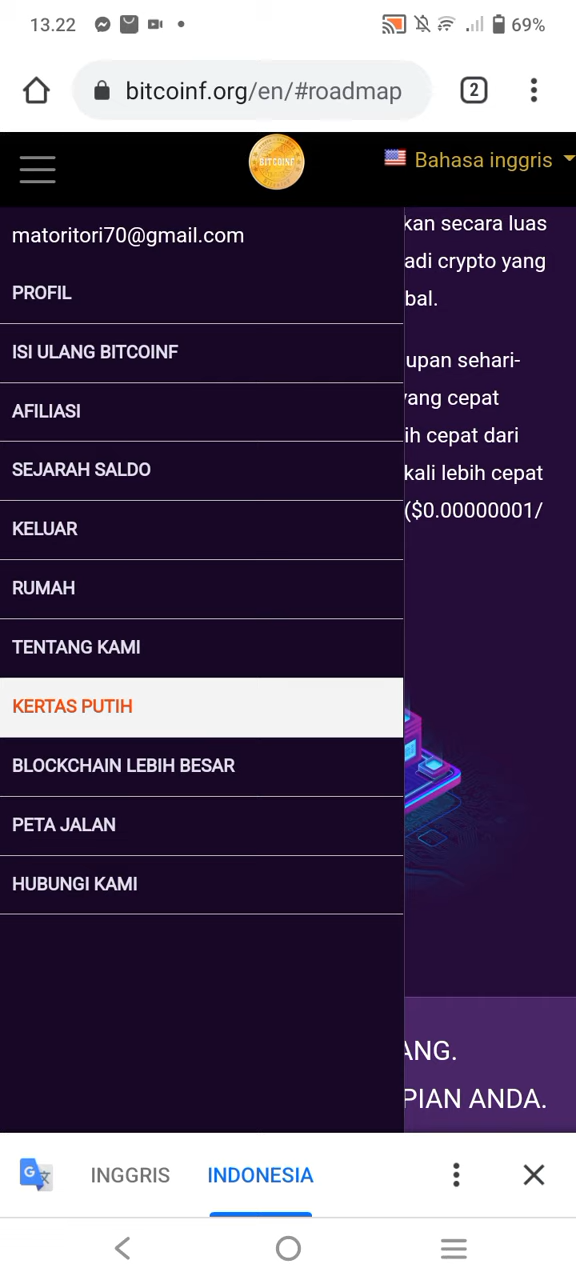 13.22
69%
bitcoinf.org/en/#roadmap
2
BITCOINF
Bahasa inggris
matoritori70@gmail.com
kan secara luas
PROFIL
adi crypto yang
bal.
ISI ULANG BITCOINF
upan sehari-
AFILIASI
yang cepat
ih cepat dari
SEJARAH SALDO
kali lebih cepat
KELUAR
($0.00000001/
RUMAH
TENTANG KAMI
KERTAS PUTIH
BLOCKCHAIN LEBIH BESAR
PETA JALAN
HUBUNGI KAMI
ANG.
PIAN ANDA.
INGGRIS
INDONESIA